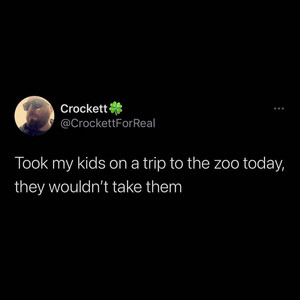 Crockett🍀
@CrockettForReal
Took my kids on a trip to the zoo today,
they wouldn’t take them